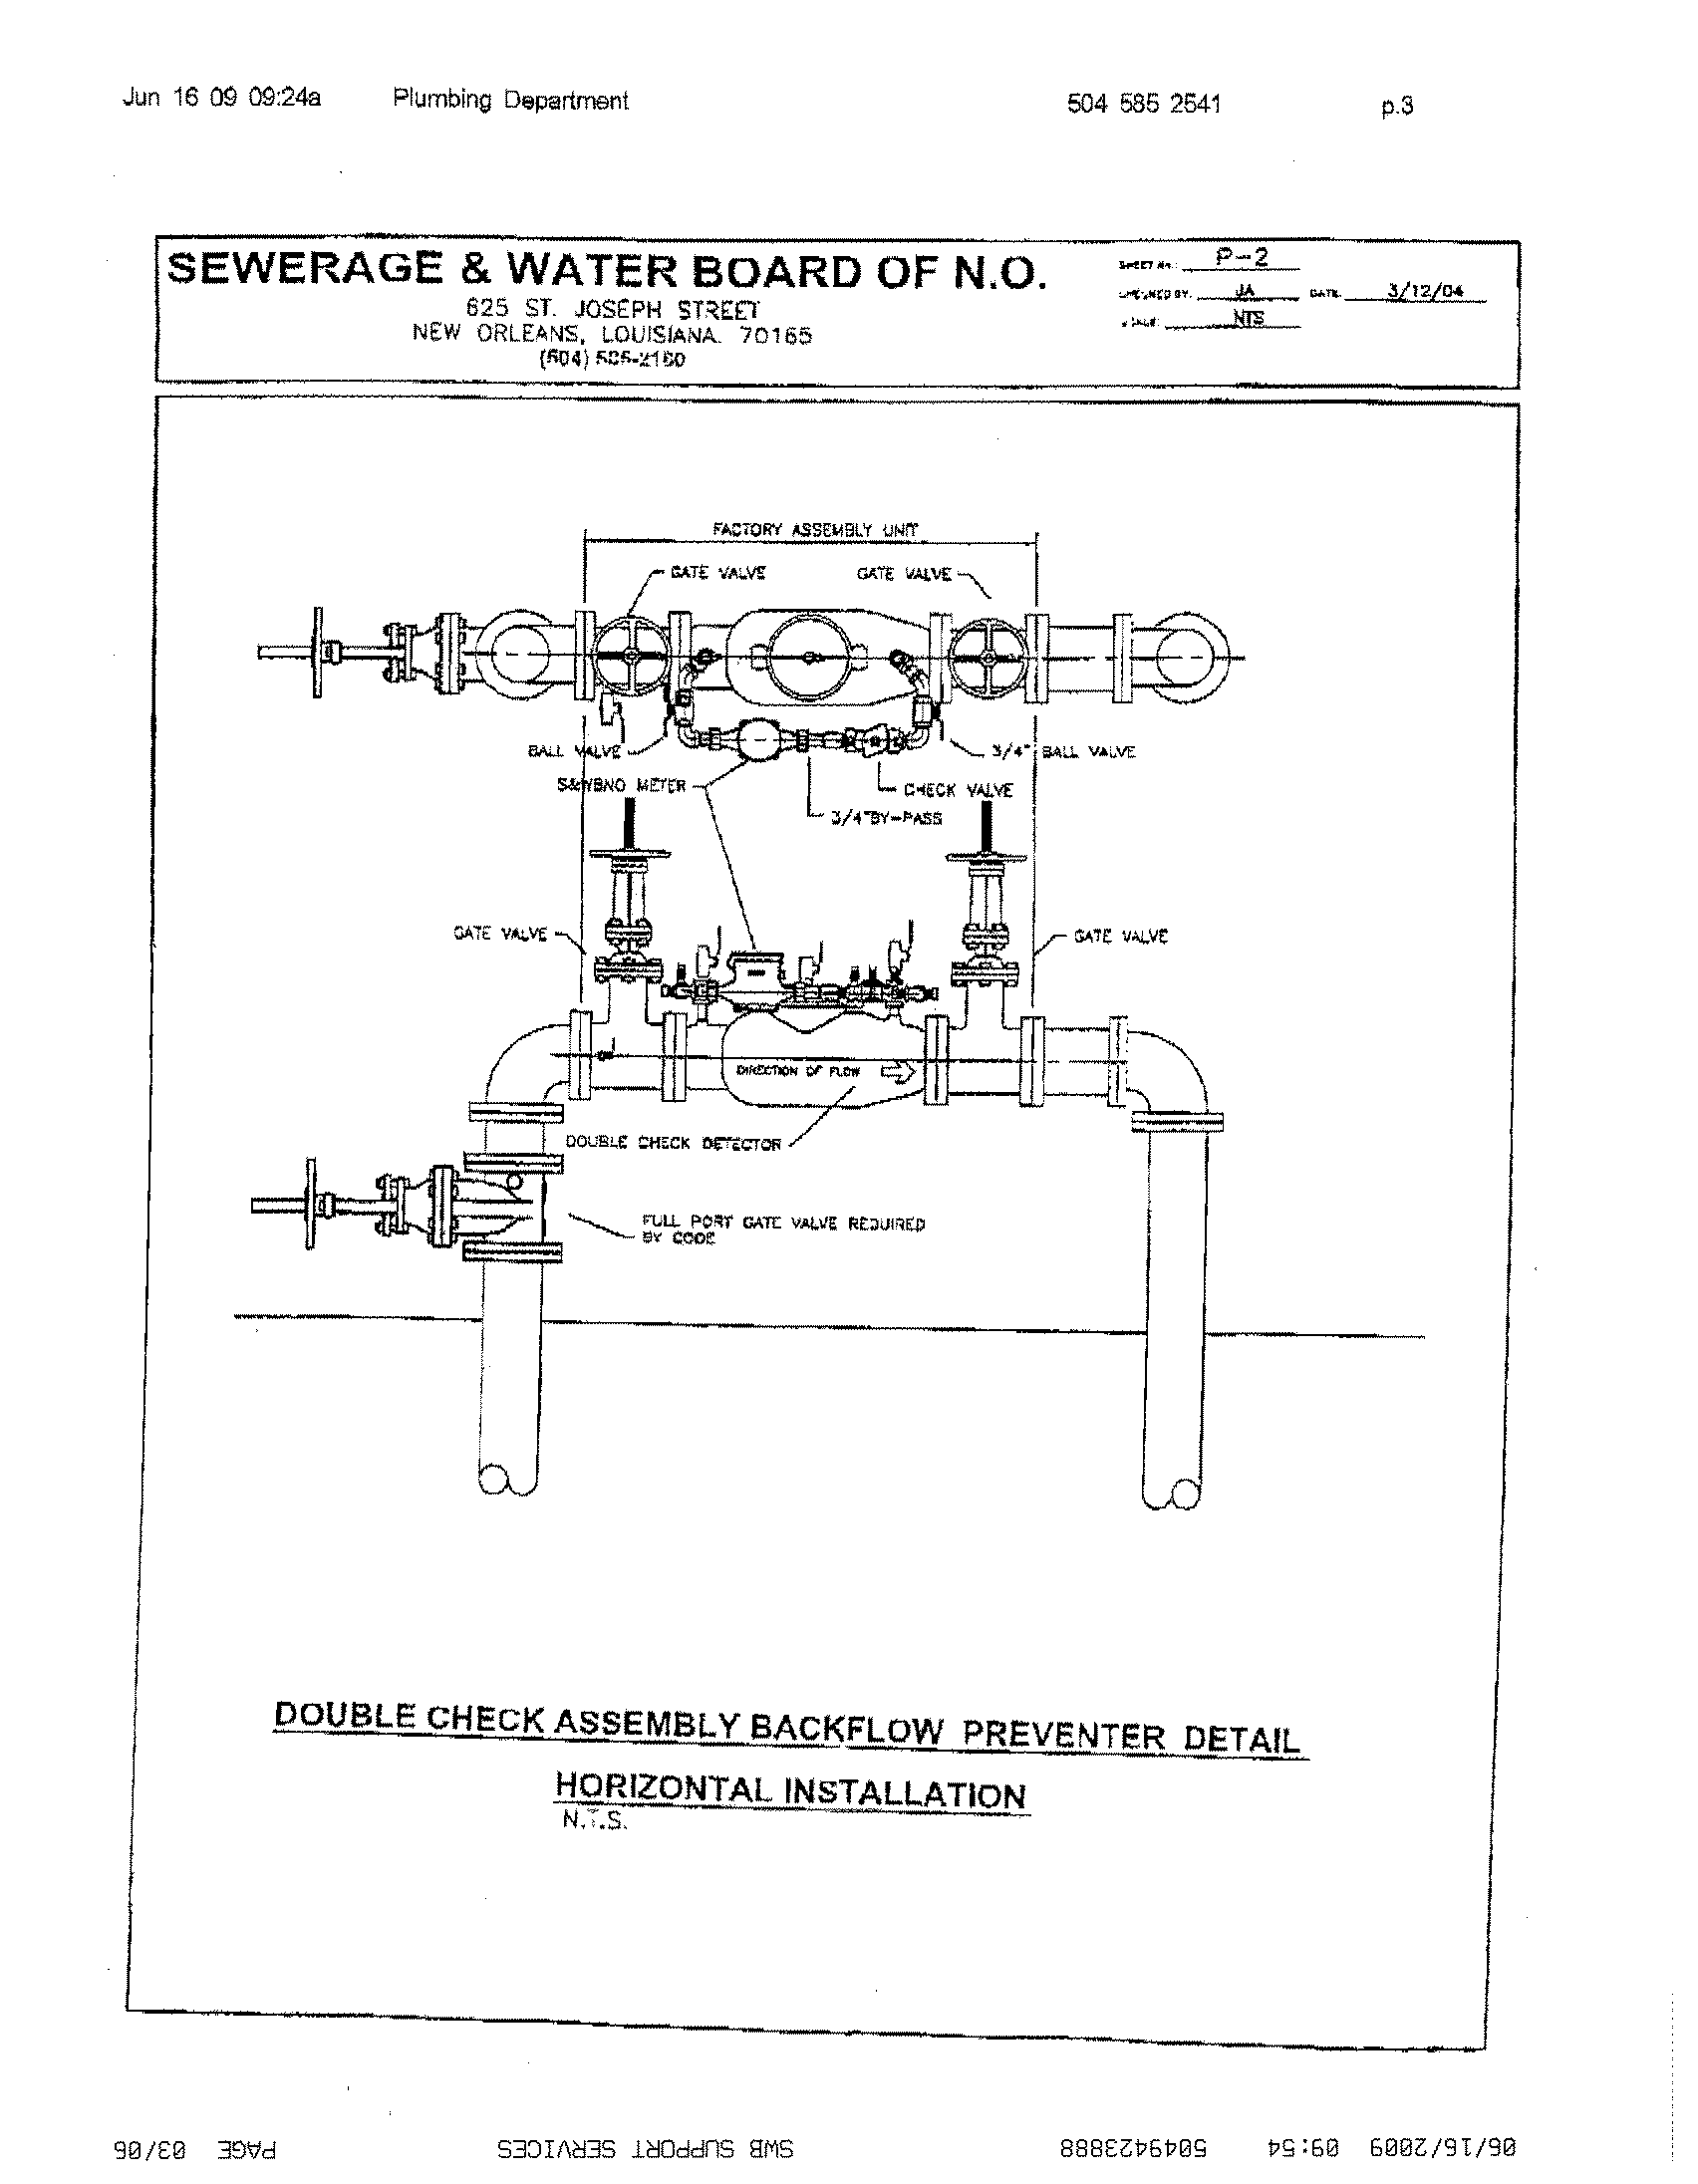 Jun 16 09 09:24a Plumbing Department 504 585 2541 p.3
SEWERAGE & WATER BOARD OF N.O.
625 ST. JOSEPH STREET
NEW ORLEANS, LOUISIANA. 70165
(504) 585-2160
P-2
JA DATE 3/12/04
NTS
FACTORY ASSEMBLY UNIT
GATE VALVE GATE VALVE
BALL VALVE 3/4" BALL VALVE
S&WBNO METER CHECK VALVE
3/4"BY-PASS
GATE VALVE GATE VALVE
DIRECTION OF FLOW
DOUBLE CHECK DETECTOR
FULL PORT GATE VALVE REQUIRED
BY CODE
DOUBLE CHECK ASSEMBLY BACKFLOW PREVENTER DETAIL
HORIZONTAL INSTALLATION
N.T.S.
06/16/2009 09:54 5049423888 SWB SUPPORT SERVICES PAGE 03/06